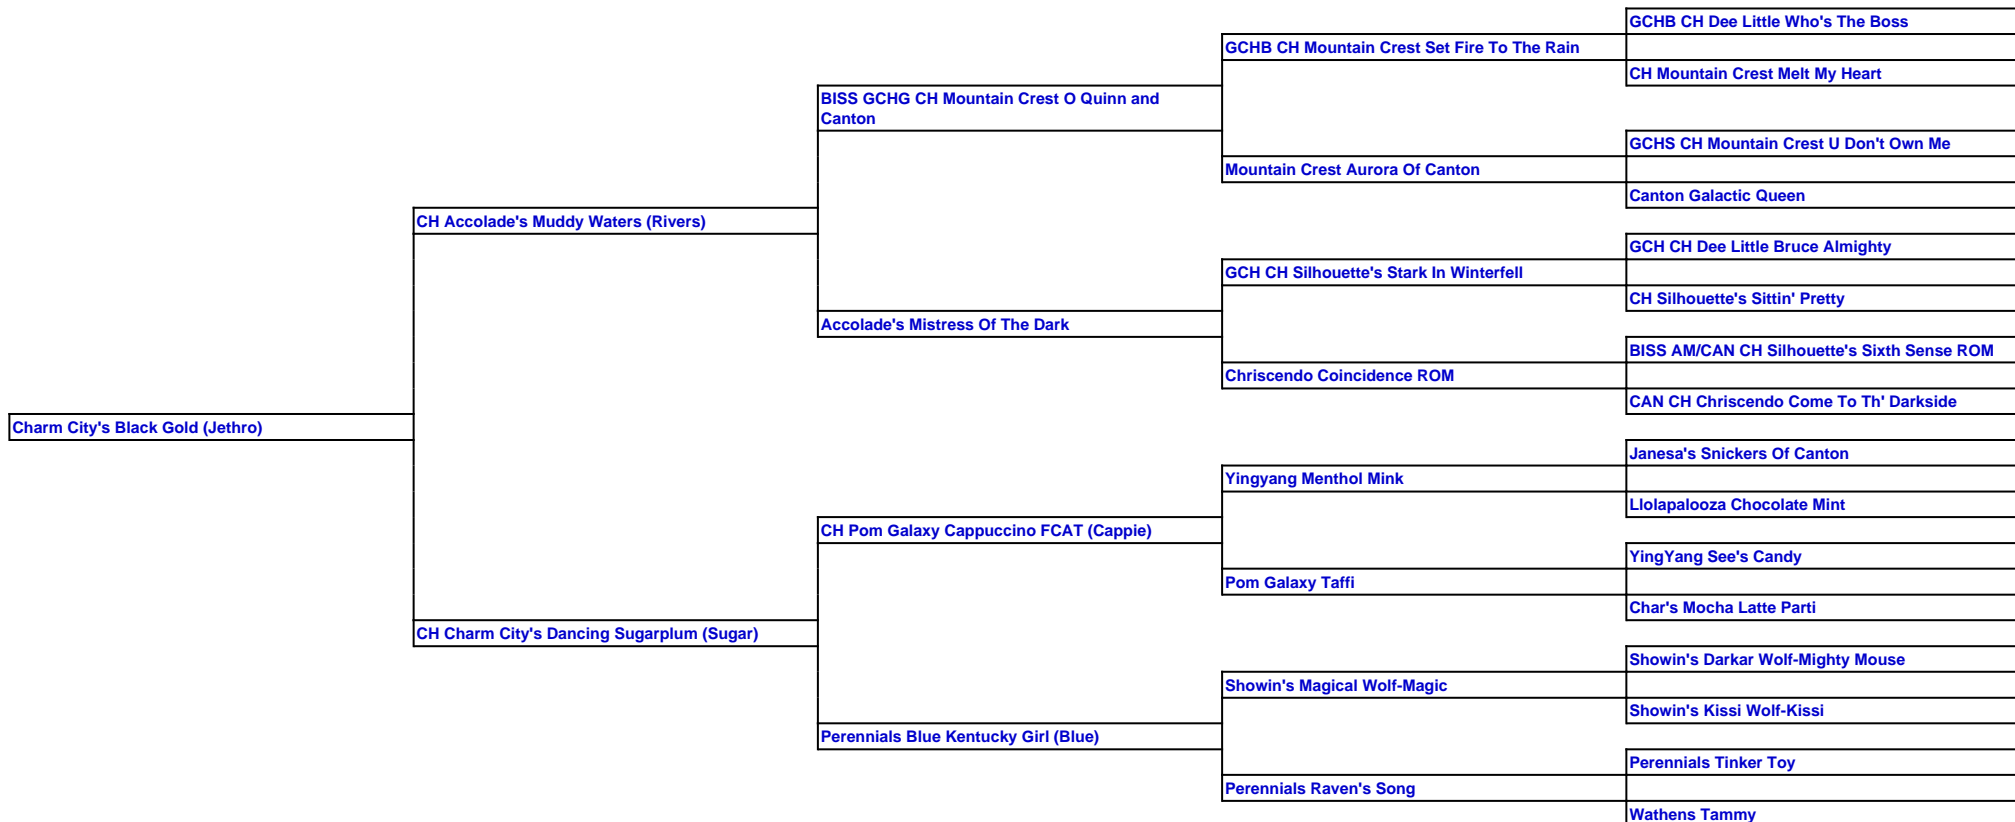 GCHB CH Dee Little Who's The Boss
GCHB CH Mountain Crest Set Fire To The Rain
CH Mountain Crest Melt My Heart
BISS GCHG CH Mountain Crest O Quinn and
Canton
GCHS CH Mountain Crest U Don't Own Me
Mountain Crest Aurora Of Canton
Canton Galactic Queen
CH Accolade's Muddy Waters (Rivers)
GCH CH Dee Little Bruce Almighty
GCH CH Silhouette's Stark In Winterfell
CH Silhouette's Sittin' Pretty
Accolade's Mistress Of The Dark
BISS AM/CAN CH Silhouette's Sixth Sense ROM
Chriscendo Coincidence ROM
CAN CH Chriscendo Come To Th' Darkside
Charm City's Black Gold (Jethro)
Janesa's Snickers Of Canton
Yingyang Menthol Mink
Llolapalooza Chocolate Mint
CH Pom Galaxy Cappuccino FCAT (Cappie)
YingYang See's Candy
Pom Galaxy Taffi
Char's Mocha Latte Parti
CH Charm City's Dancing Sugarplum (Sugar)
Showin's Darkar Wolf-Mighty Mouse
Showin's Magical Wolf-Magic
Showin's Kissi Wolf-Kissi
Perennials Blue Kentucky Girl (Blue)
Perennials Tinker Toy
Perennials Raven's Song
Wathens Tammy